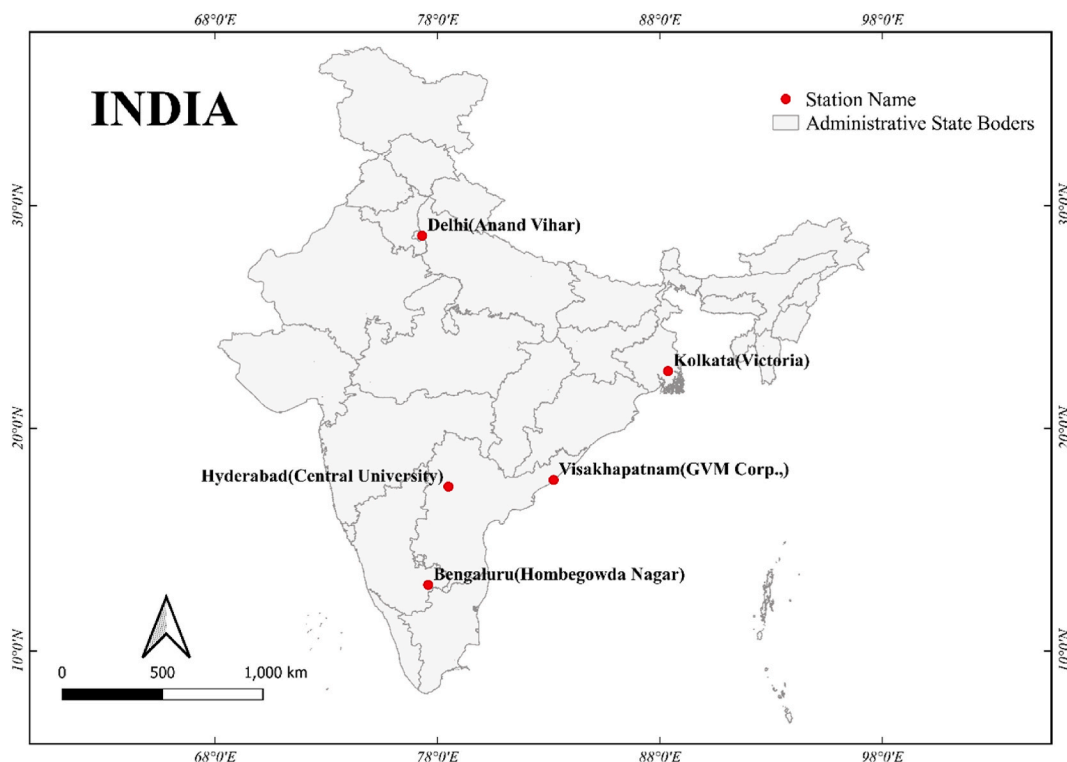 68°0'E 78°0'E 88°0'E 98°0'E
INDIA
Station Name
Administrative State Boders
30°0'N
30°0'N
Delhi(Anand Vihar)
Kolkata(Victoria)
20°0'N
20°0'N
Hyderabad(Central University)
Visakhapatnam(GVM Corp.,)
Bengaluru(Hombegowda Nagar)
10°0'N
10°0'N
0 500 1,000 km
68°0'E 78°0'E 88°0'E 98°0'E